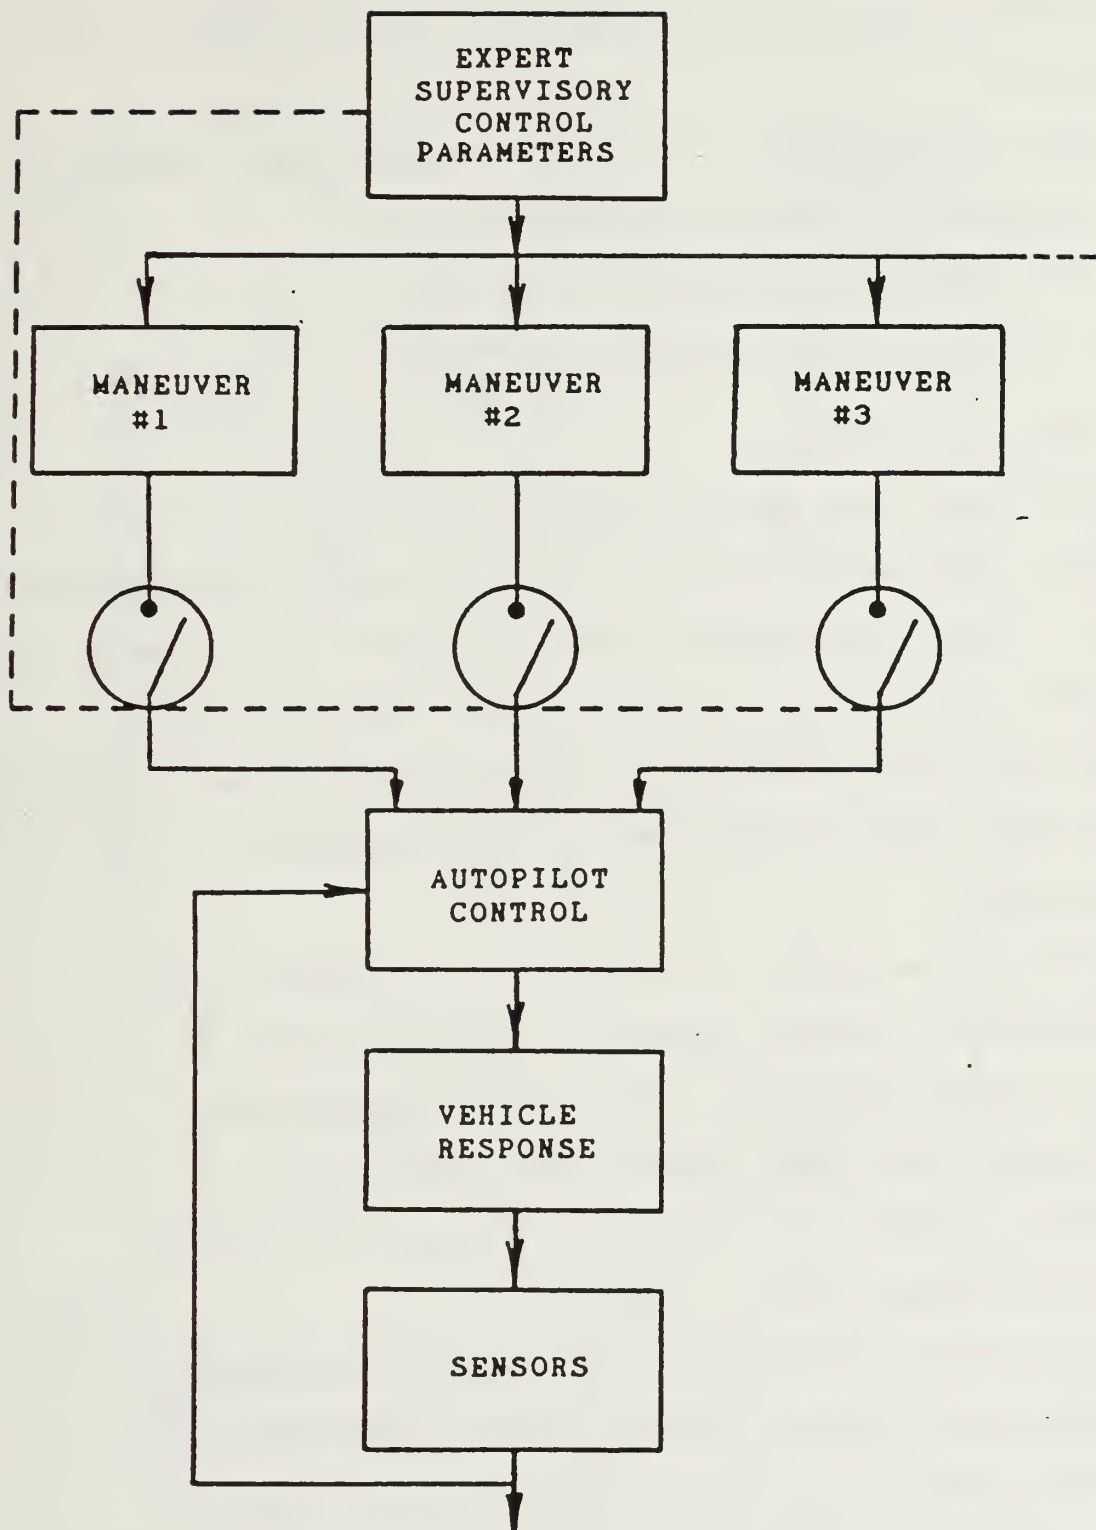 EXPERT
SUPERVISORY
CONTROL
PARAMETERS
MANEUVER
#1
MANEUVER
#2
MANEUVER
#3
AUTOPILOT
CONTROL
VEHICLE
RESPONSE
SENSORS